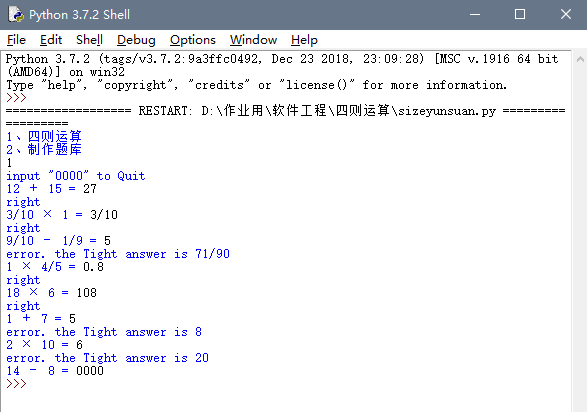 Python 3.7.2 Shell
File Edit Shell Debug Options Window Help
Python 3.7.2 (tags/v3.7.2:9a3ffc0492, Dec 23 2018, 23:09:28) [MSC v.1916 64 bit
(AMD64)] on win32
Type "help", "copyright", "credits" or "license()" for more information.
>>>
================== RESTART: D:\作业用\软件工程\四则运算\sizeyunsuan.py =========
=========
1、四则运算
2、制作题库
1
input "0000" to Quit
12 + 15 = 27
right
3/10 × 1 = 3/10
right
9/10 - 1/9 = 5
error. the Tight answer is 71/90
1 × 4/5 = 0.8
right
18 × 6 = 108
right
1 + 7 = 5
error. the Tight answer is 8
2 × 10 = 6
error. the Tight answer is 20
14 - 8 = 0000
>>>